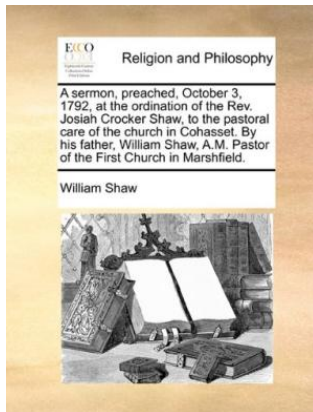 ECCO
Religion and Philosophy
A sermon, preached, October 3,
1792, at the ordination of the Rev.
Josiah Crocker Shaw, to the pastoral
care of the church in Cohasset. By
his father, William Shaw, A.M. Pastor
of the First Church in Marshfield.
William Shaw